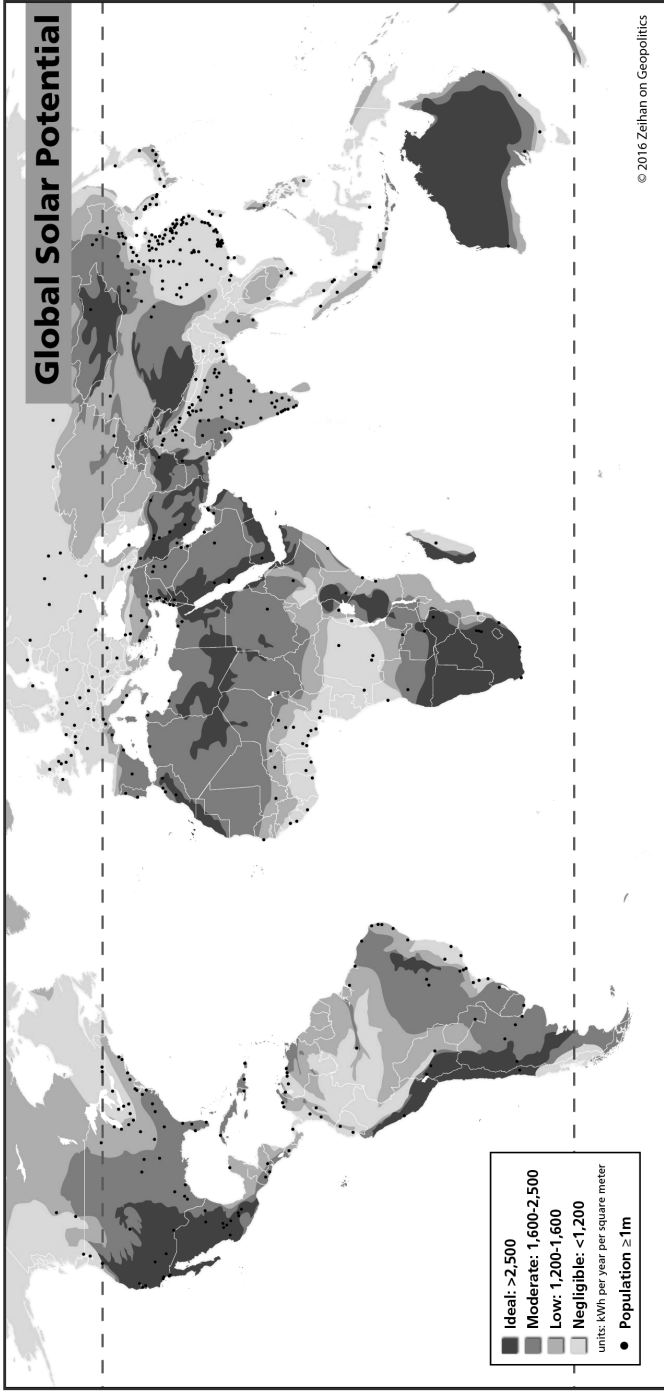 Global Solar Potential
Ideal: >2,500
Moderate: 1,600-2,500
Low: 1,200-1,600
Negligible: <1,200
units: kWh per year per square meter
Population ≥1m
© 2016 Zeihan on Geopolitics